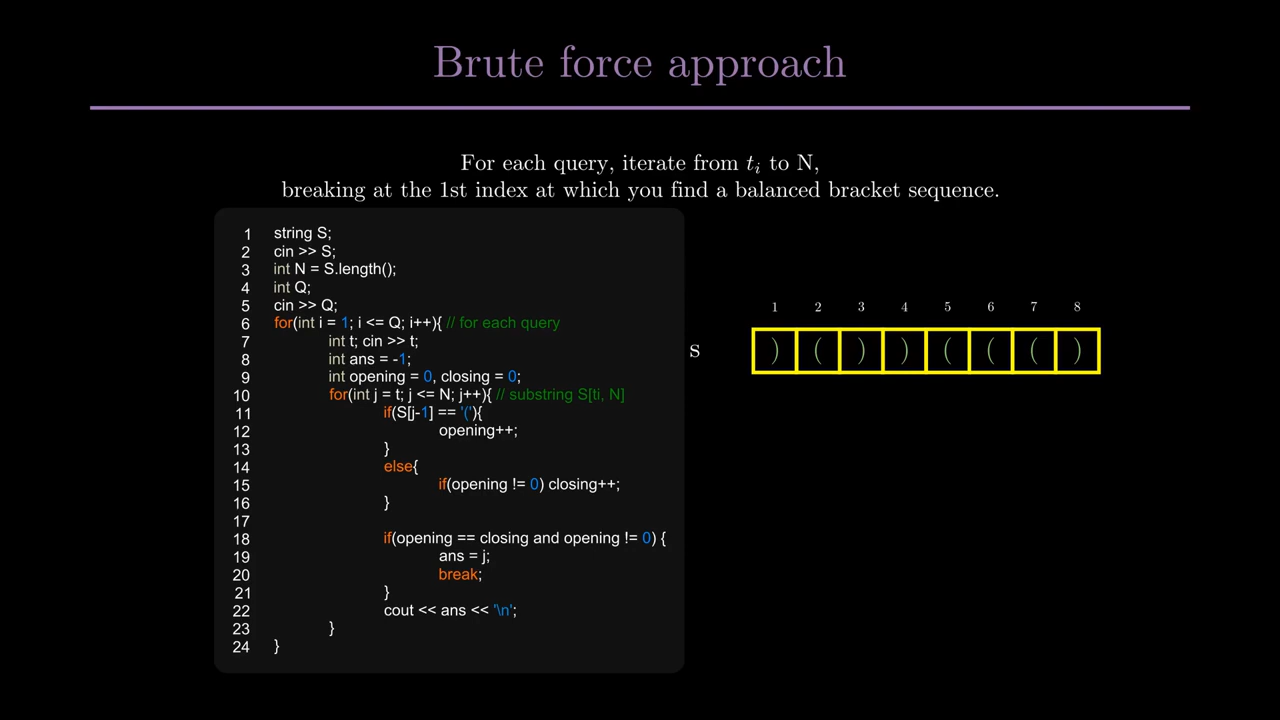 Brute force approach
For each query, iterate from t_i to N,
breaking at the 1st index at which you find a balanced bracket sequence.
1 string S;
2 cin >> S;
3 int N = S.length();
4 int Q;
5 cin >> Q;
6 for(int i = 1; i <= Q; i++){ // for each query
7 int t; cin >> t;
8 int ans = -1;
9 int opening = 0, closing = 0;
10 for(int j = t; j <= N; j++){ // substring S[ti, N]
11 if(S[j-1] == '('){
12 opening++;
13 }
14 else{
15 if(opening != 0) closing++;
16 }
17
18 if(opening == closing and opening != 0) {
19 ans = j;
20 break;
21 }
22 cout << ans << '\n';
23 }
24 }
1 2 3 4 5 6 7 8
S ) ( ) ) ( ( ( )